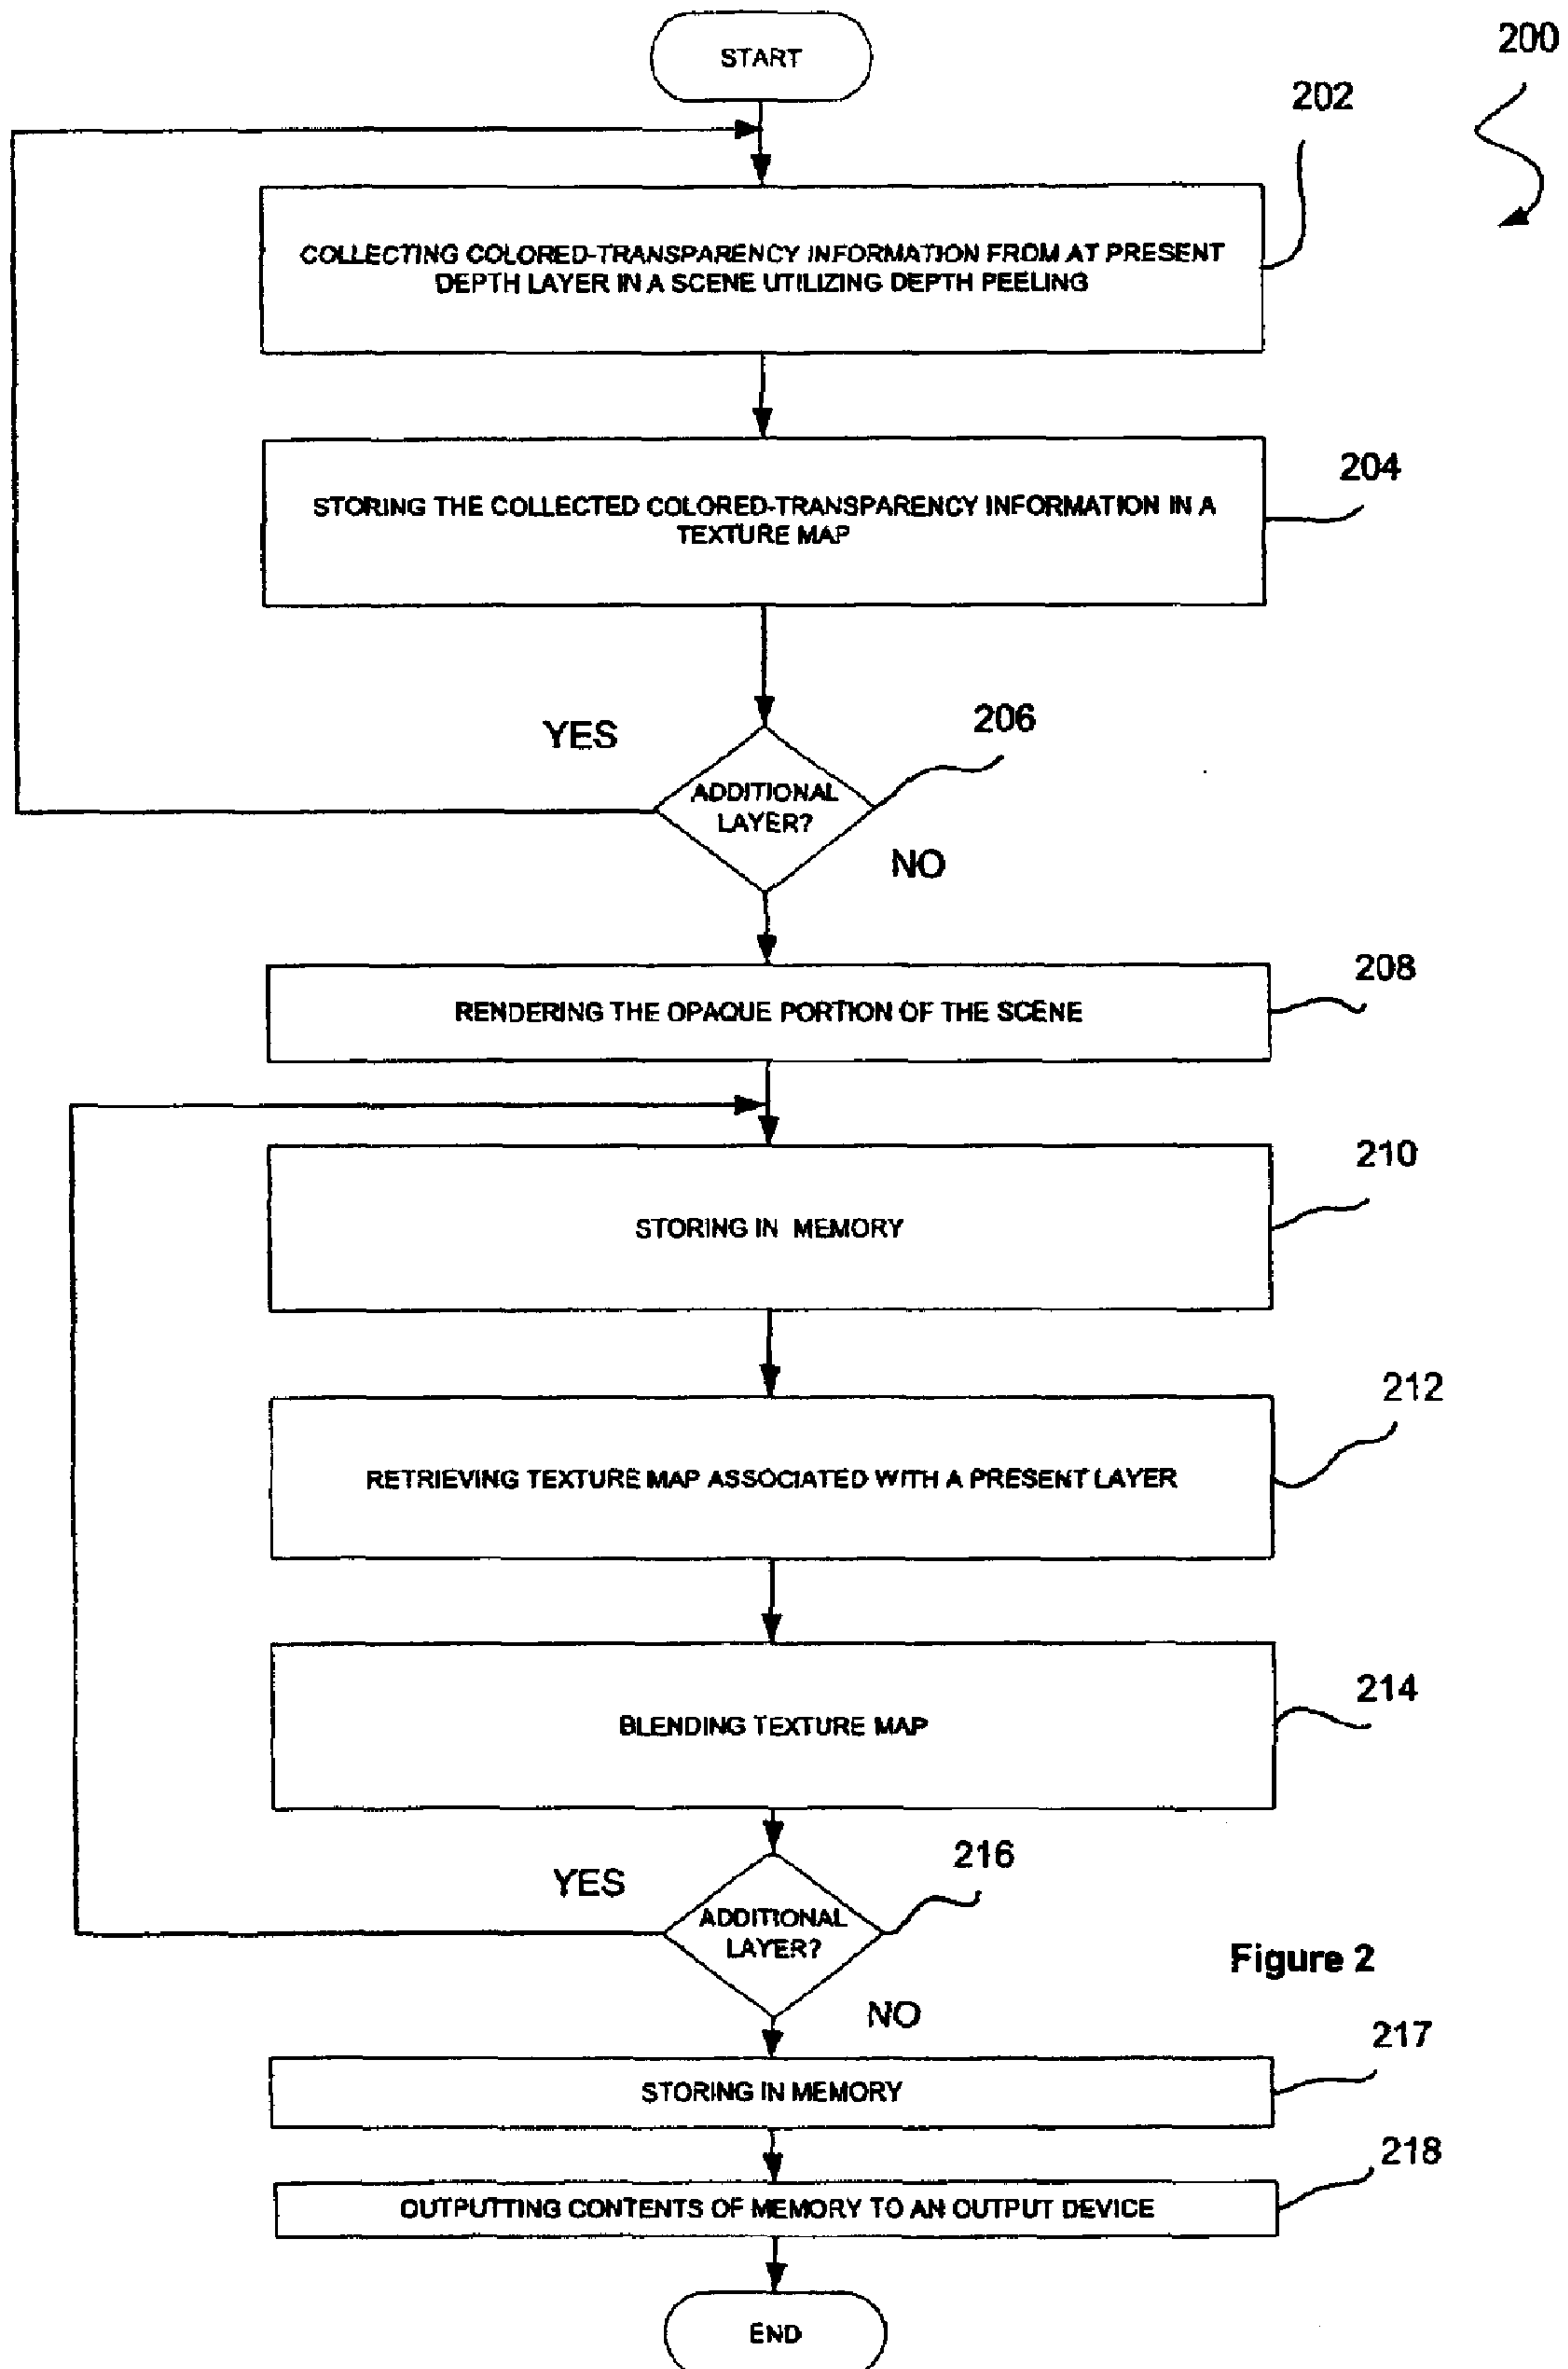 START
200
202
COLLECTING COLORED-TRANSPARENCY INFORMATION FROM AT PRESENT
DEPTH LAYER IN A SCENE UTILIZING DEPTH PEELING
204
STORING THE COLLECTED COLORED-TRANSPARENCY INFORMATION IN A
TEXTURE MAP
206
YES
ADDITIONAL
LAYER?
NO
208
RENDERING THE OPAQUE PORTION OF THE SCENE
210
STORING IN MEMORY
212
RETRIEVING TEXTURE MAP ASSOCIATED WITH A PRESENT LAYER
214
BLENDING TEXTURE MAP
216
YES
ADDITIONAL
LAYER?
Figure 2
NO
217
STORING IN MEMORY
218
OUTPUTTING CONTENTS OF MEMORY TO AN OUTPUT DEVICE
END